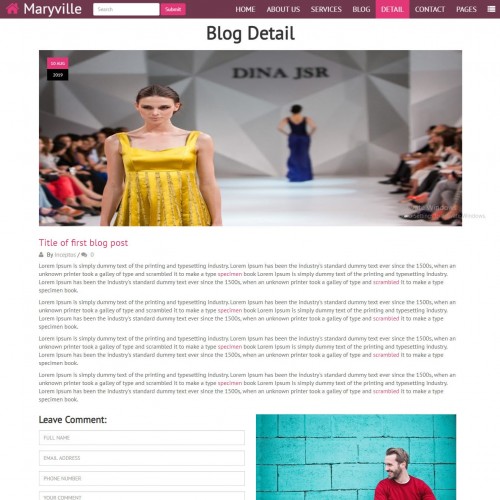 Maryville
Search
Submit
HOME
ABOUT US
SERVICES
BLOG
DETAIL
CONTACT
PAGES
Blog Detail
02 AUG
2019
DINA JSR
Title of first blog post
By insoplas / 0
Lorem Ipsum is simply dummy text of the printing and typesetting industry. Lorem Ipsum has been the industry's standard dummy text ever since the 1500s, when an
unknown printer took a galley of type and scrambled it to make a type specimen book Lorem Ipsum is simply dummy text of the printing and typesetting industry.
Lorem Ipsum has been the industry's standard dummy text ever since the 1500s, when an unknown printer took a galley of type and scrambled it to make a type
specimen book.
Lorem Ipsum is simply dummy text of the printing and typesetting industry. Lorem Ipsum has been the industry's standard dummy text ever since the 1500s, when an
unknown printer took a galley of type and scrambled it to make a type specimen book Lorem Ipsum is simply dummy text of the printing and typesetting industry.
Lorem Ipsum has been the industry's standard dummy text ever since the 1500s, when an unknown printer took a galley of type and scrambled it to make a type
specimen book.
Lorem Ipsum is simply dummy text of the printing and typesetting industry. Lorem Ipsum has been the industry's standard dummy text ever since the 1500s, when an
unknown printer took a galley of type and scrambled it to make a type specimen book Lorem Ipsum is simply dummy text of the printing and typesetting industry.
Lorem Ipsum has been the industry's standard dummy text ever since the 1500s, when an unknown printer took a galley of type and scrambled it to make a type
specimen book.
Lorem Ipsum is simply dummy text of the printing and typesetting industry. Lorem Ipsum has been the industry's standard dummy text ever since the 1500s, when an
unknown printer took a galley of type and scrambled it to make a type specimen book Lorem Ipsum is simply dummy text of the printing and typesetting industry.
Lorem Ipsum has been the industry's standard dummy text ever since the 1500s, when an unknown printer took a galley of type and scrambled it to make a type
specimen book.
Leave Comment:
FULL NAME
EMAIL ADDRESS
PHONE NUMBER
YOUR COMMENT